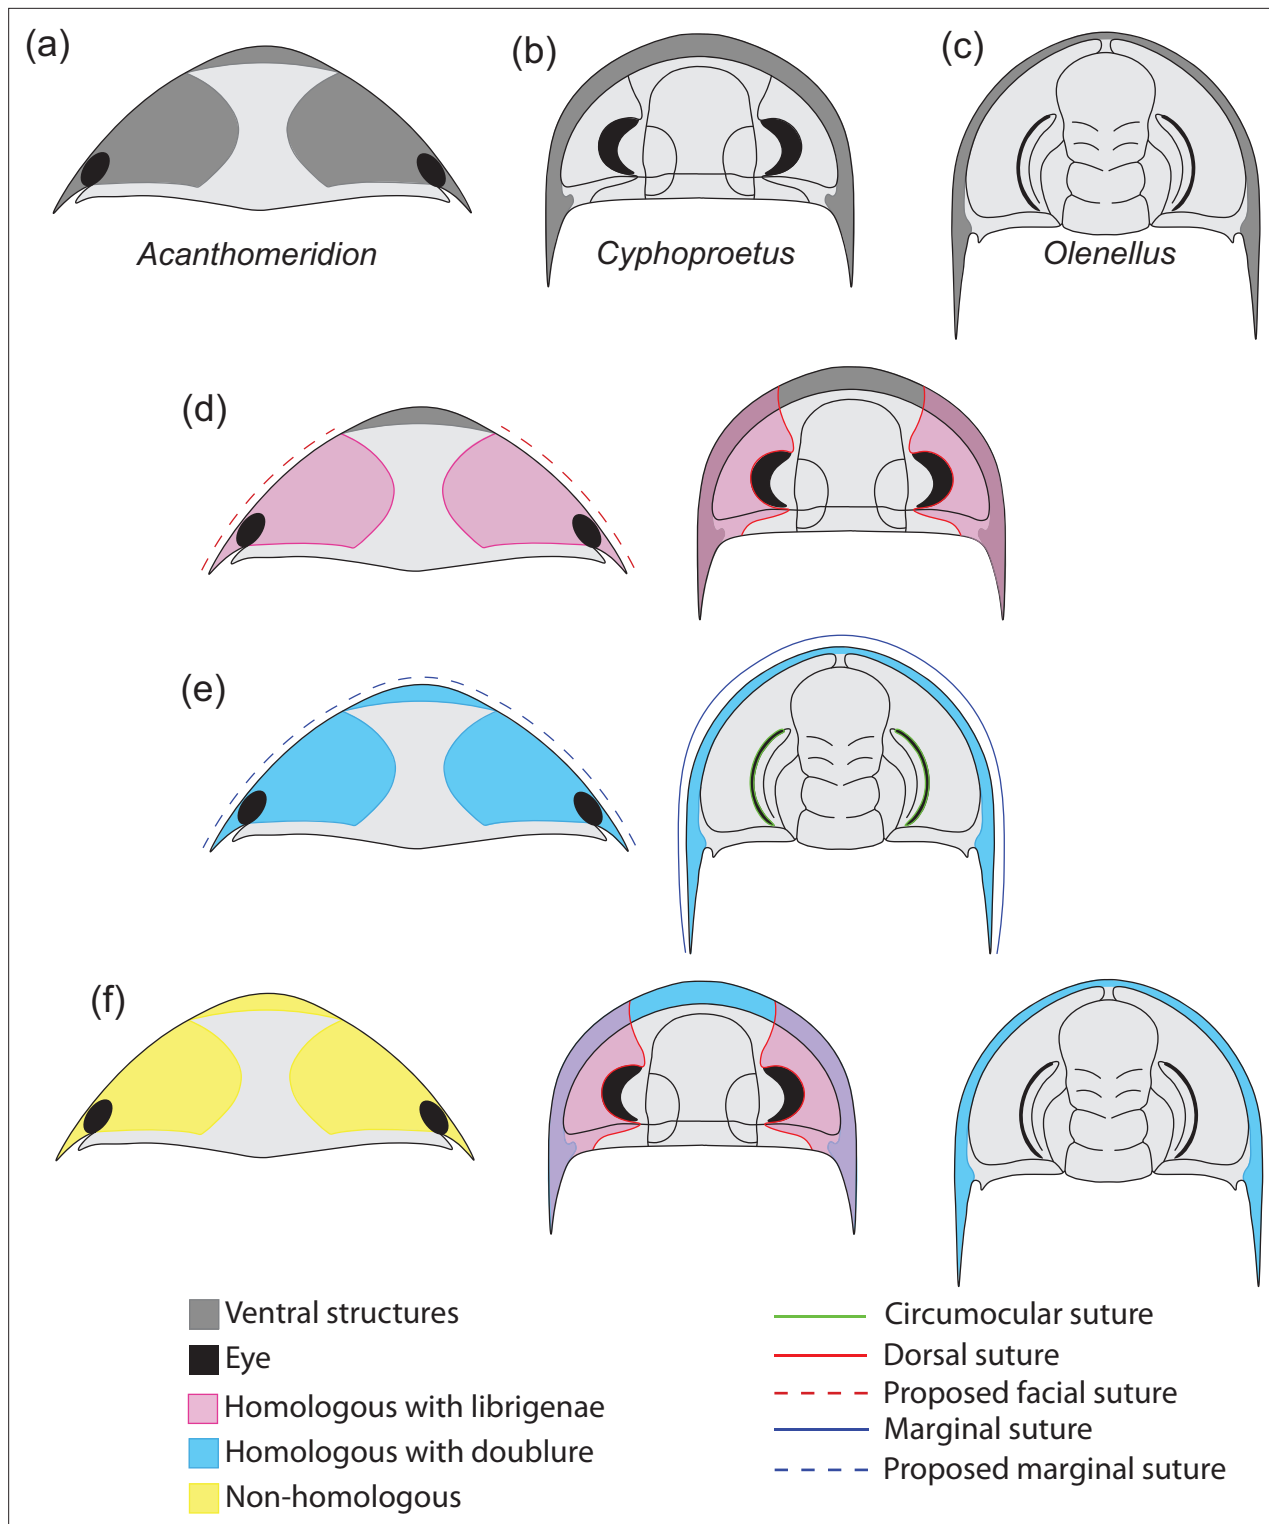 (a)
(b)
(c)
Acanthomeridion
Cyphoproetus
Olenellus
(d)
(e)
(f)
Ventral structures
Eye
Homologous with librigenae
Homologous with doublure
Non-homologous
Circumocular suture
Dorsal suture
Proposed facial suture
Marginal suture
Proposed marginal suture